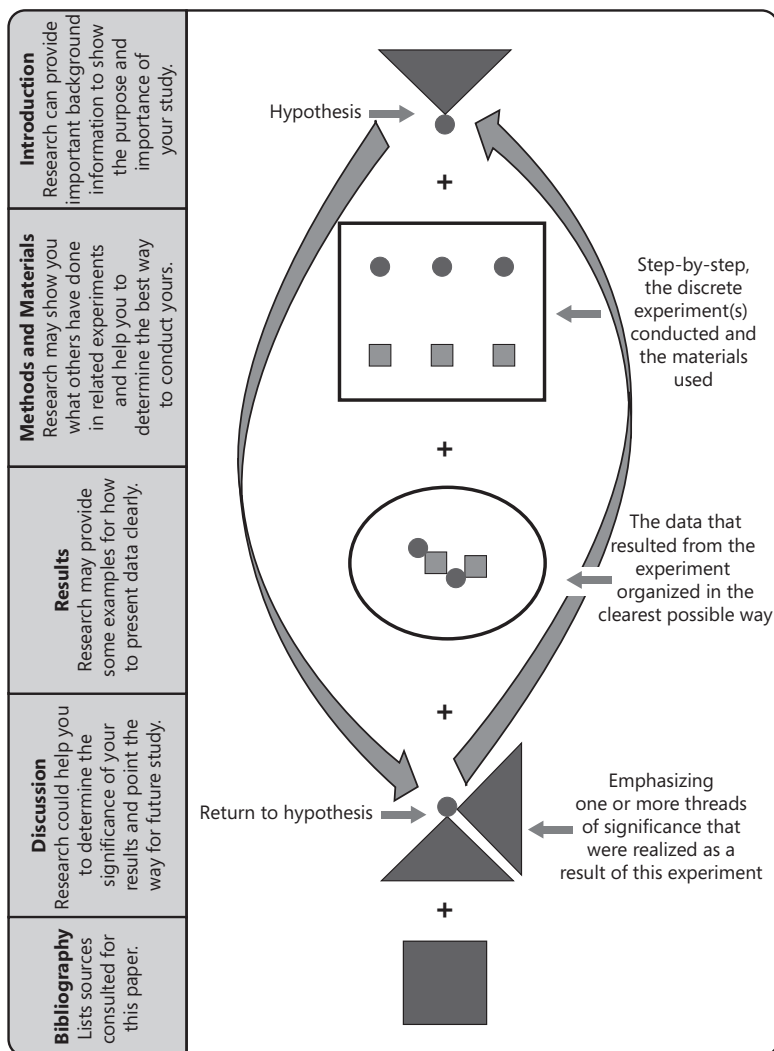 Introduction
Research can provide
important background
information to show
the purpose and
importance of
your study.
Hypothesis
+
Methods and Materials
Research may show you
what others have done
in related experiments
and help you to
determine the best way
to conduct yours.
Step-by-step,
the discrete
experiment(s)
conducted and
the materials
used
+
Results
Research may provide
some examples for how
to present data clearly.
The data that
resulted from the
experiment
organized in the
clearest possible way
+
Discussion
Research could help you
to determine the
significance of your
results and point the
way for future study.
Return to hypothesis
Emphasizing
one or more threads
of significance that
were realized as a
result of this experiment
+
Bibliography
Lists sources
consulted for
this paper.